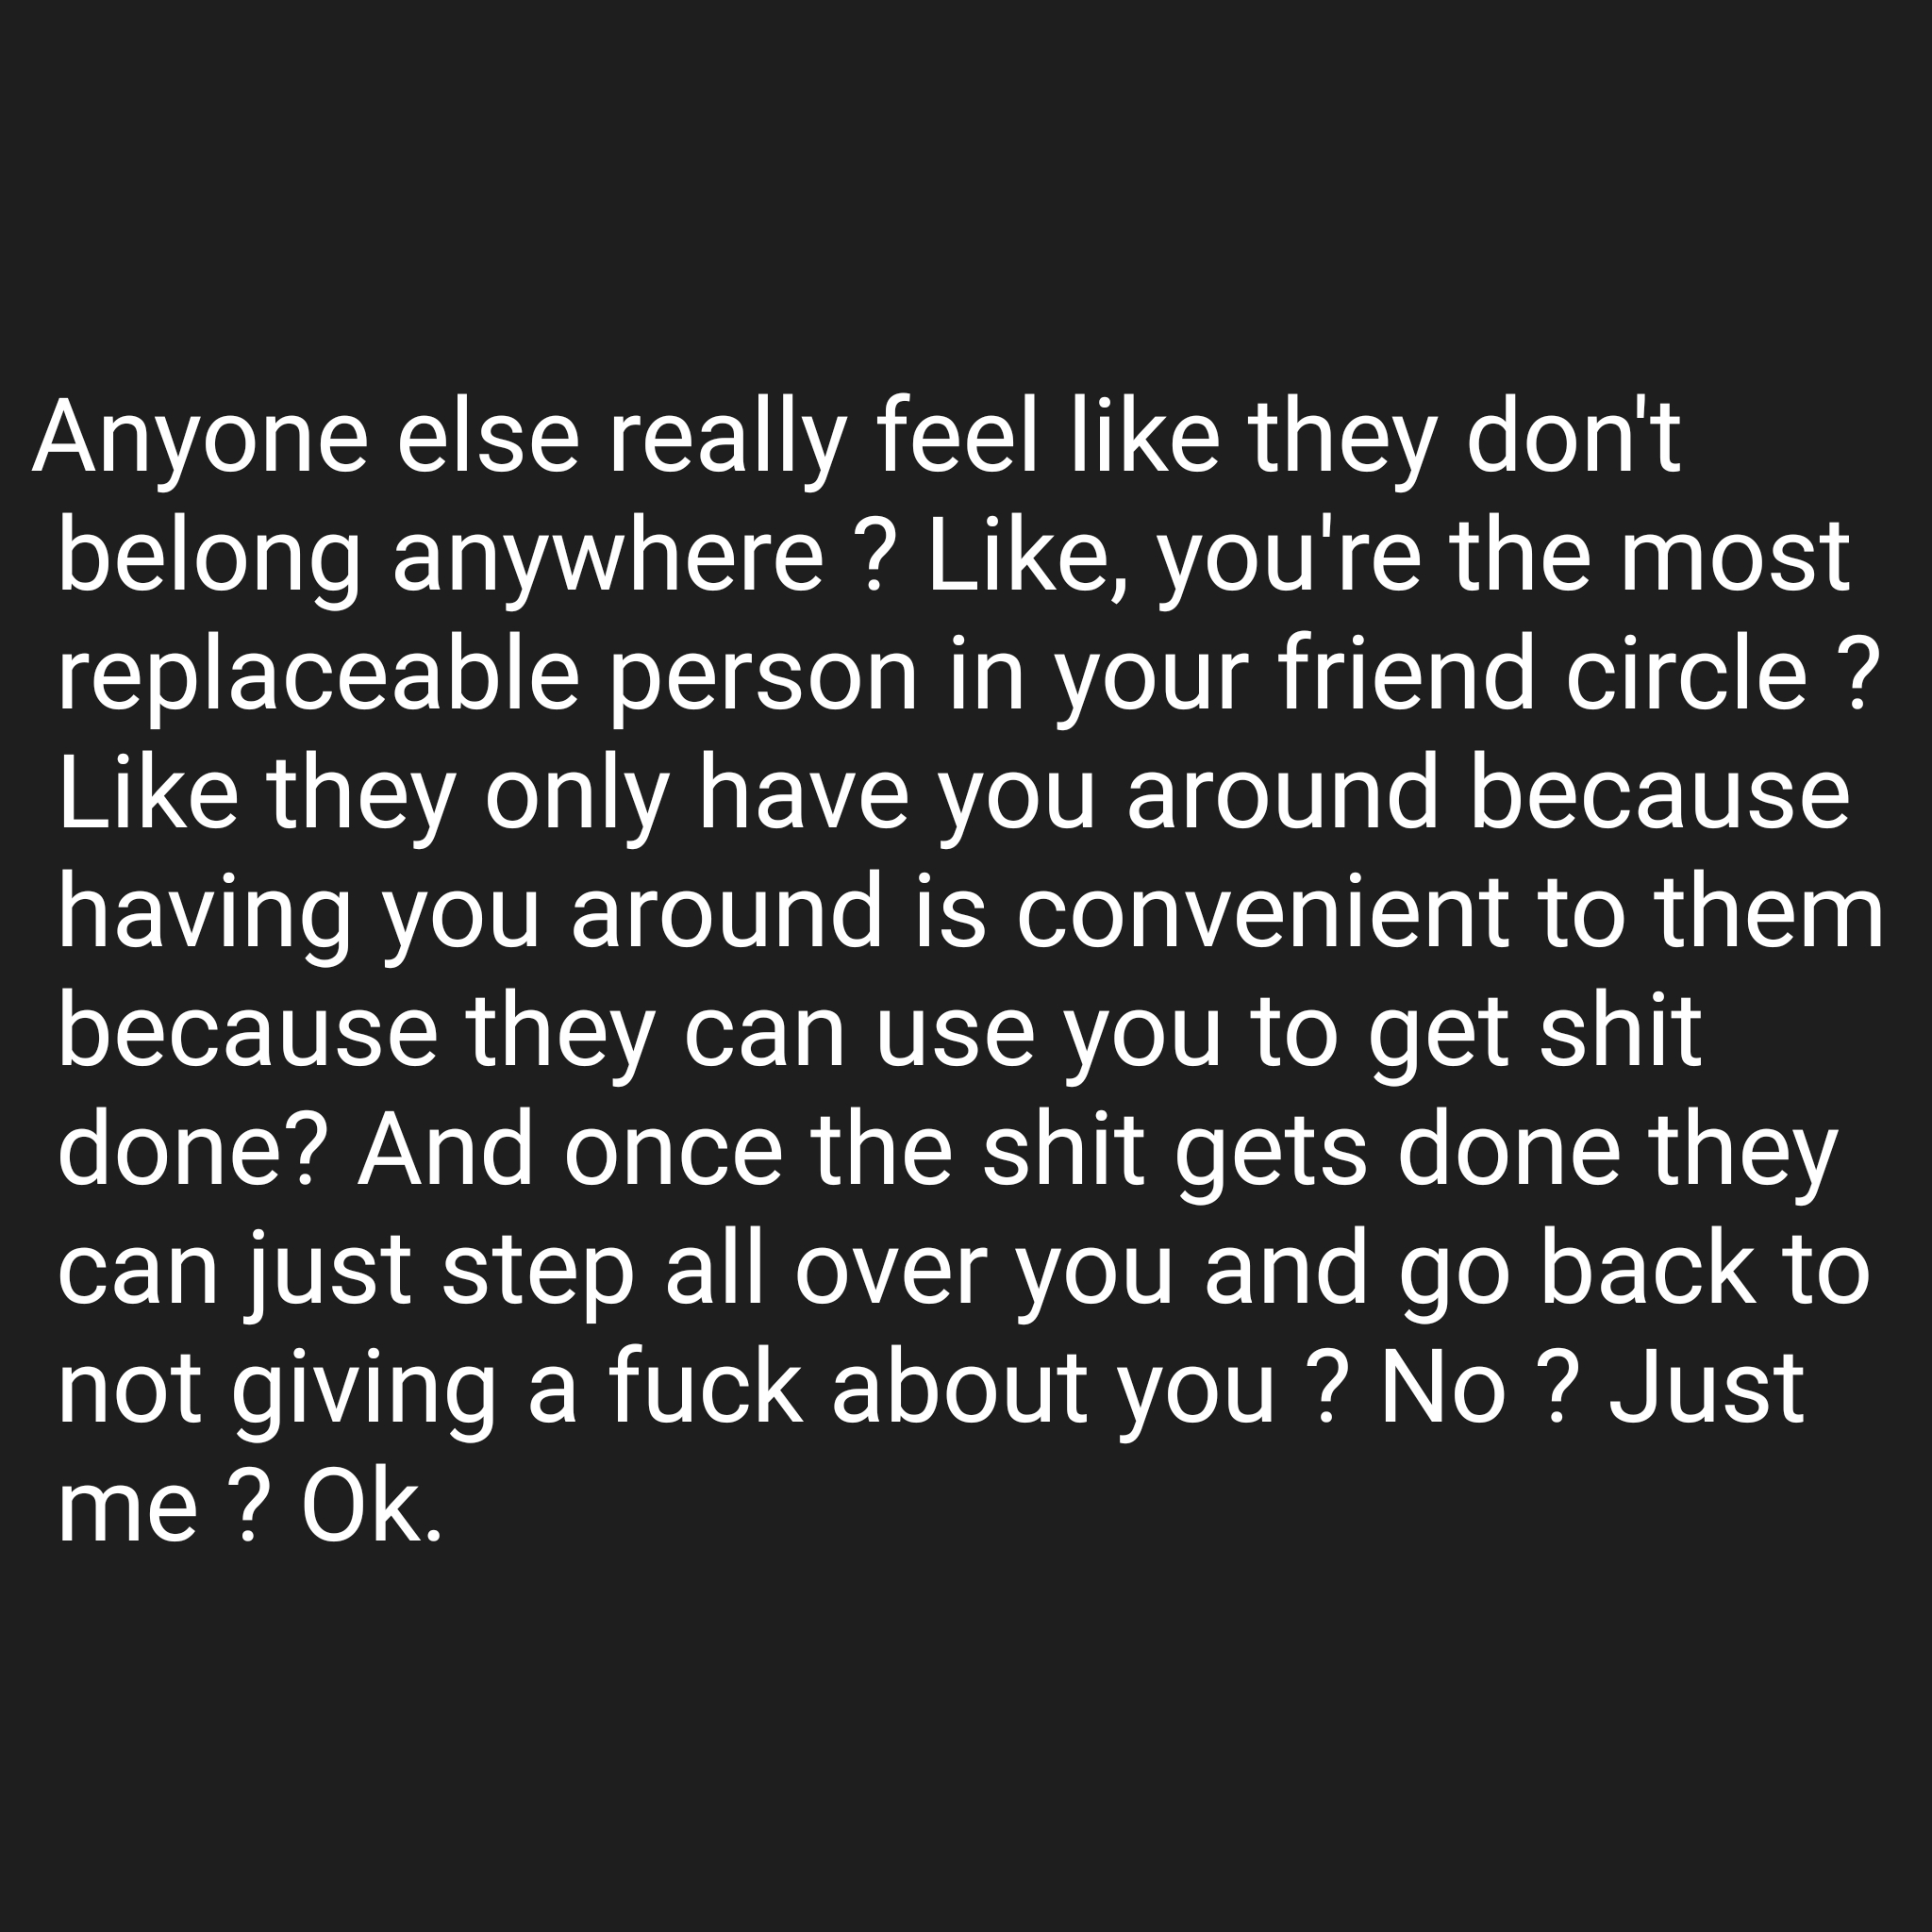 Anyone else really feel like they don't
belong anywhere ? Like, you're the most
replaceable person in your friend circle ?
Like they only have you around because
having you around is convenient to them
because they can use you to get shit
done? And once the shit gets done they
can just step all over you and go back to
not giving a fuck about you ? No ? Just
me ? Ok.